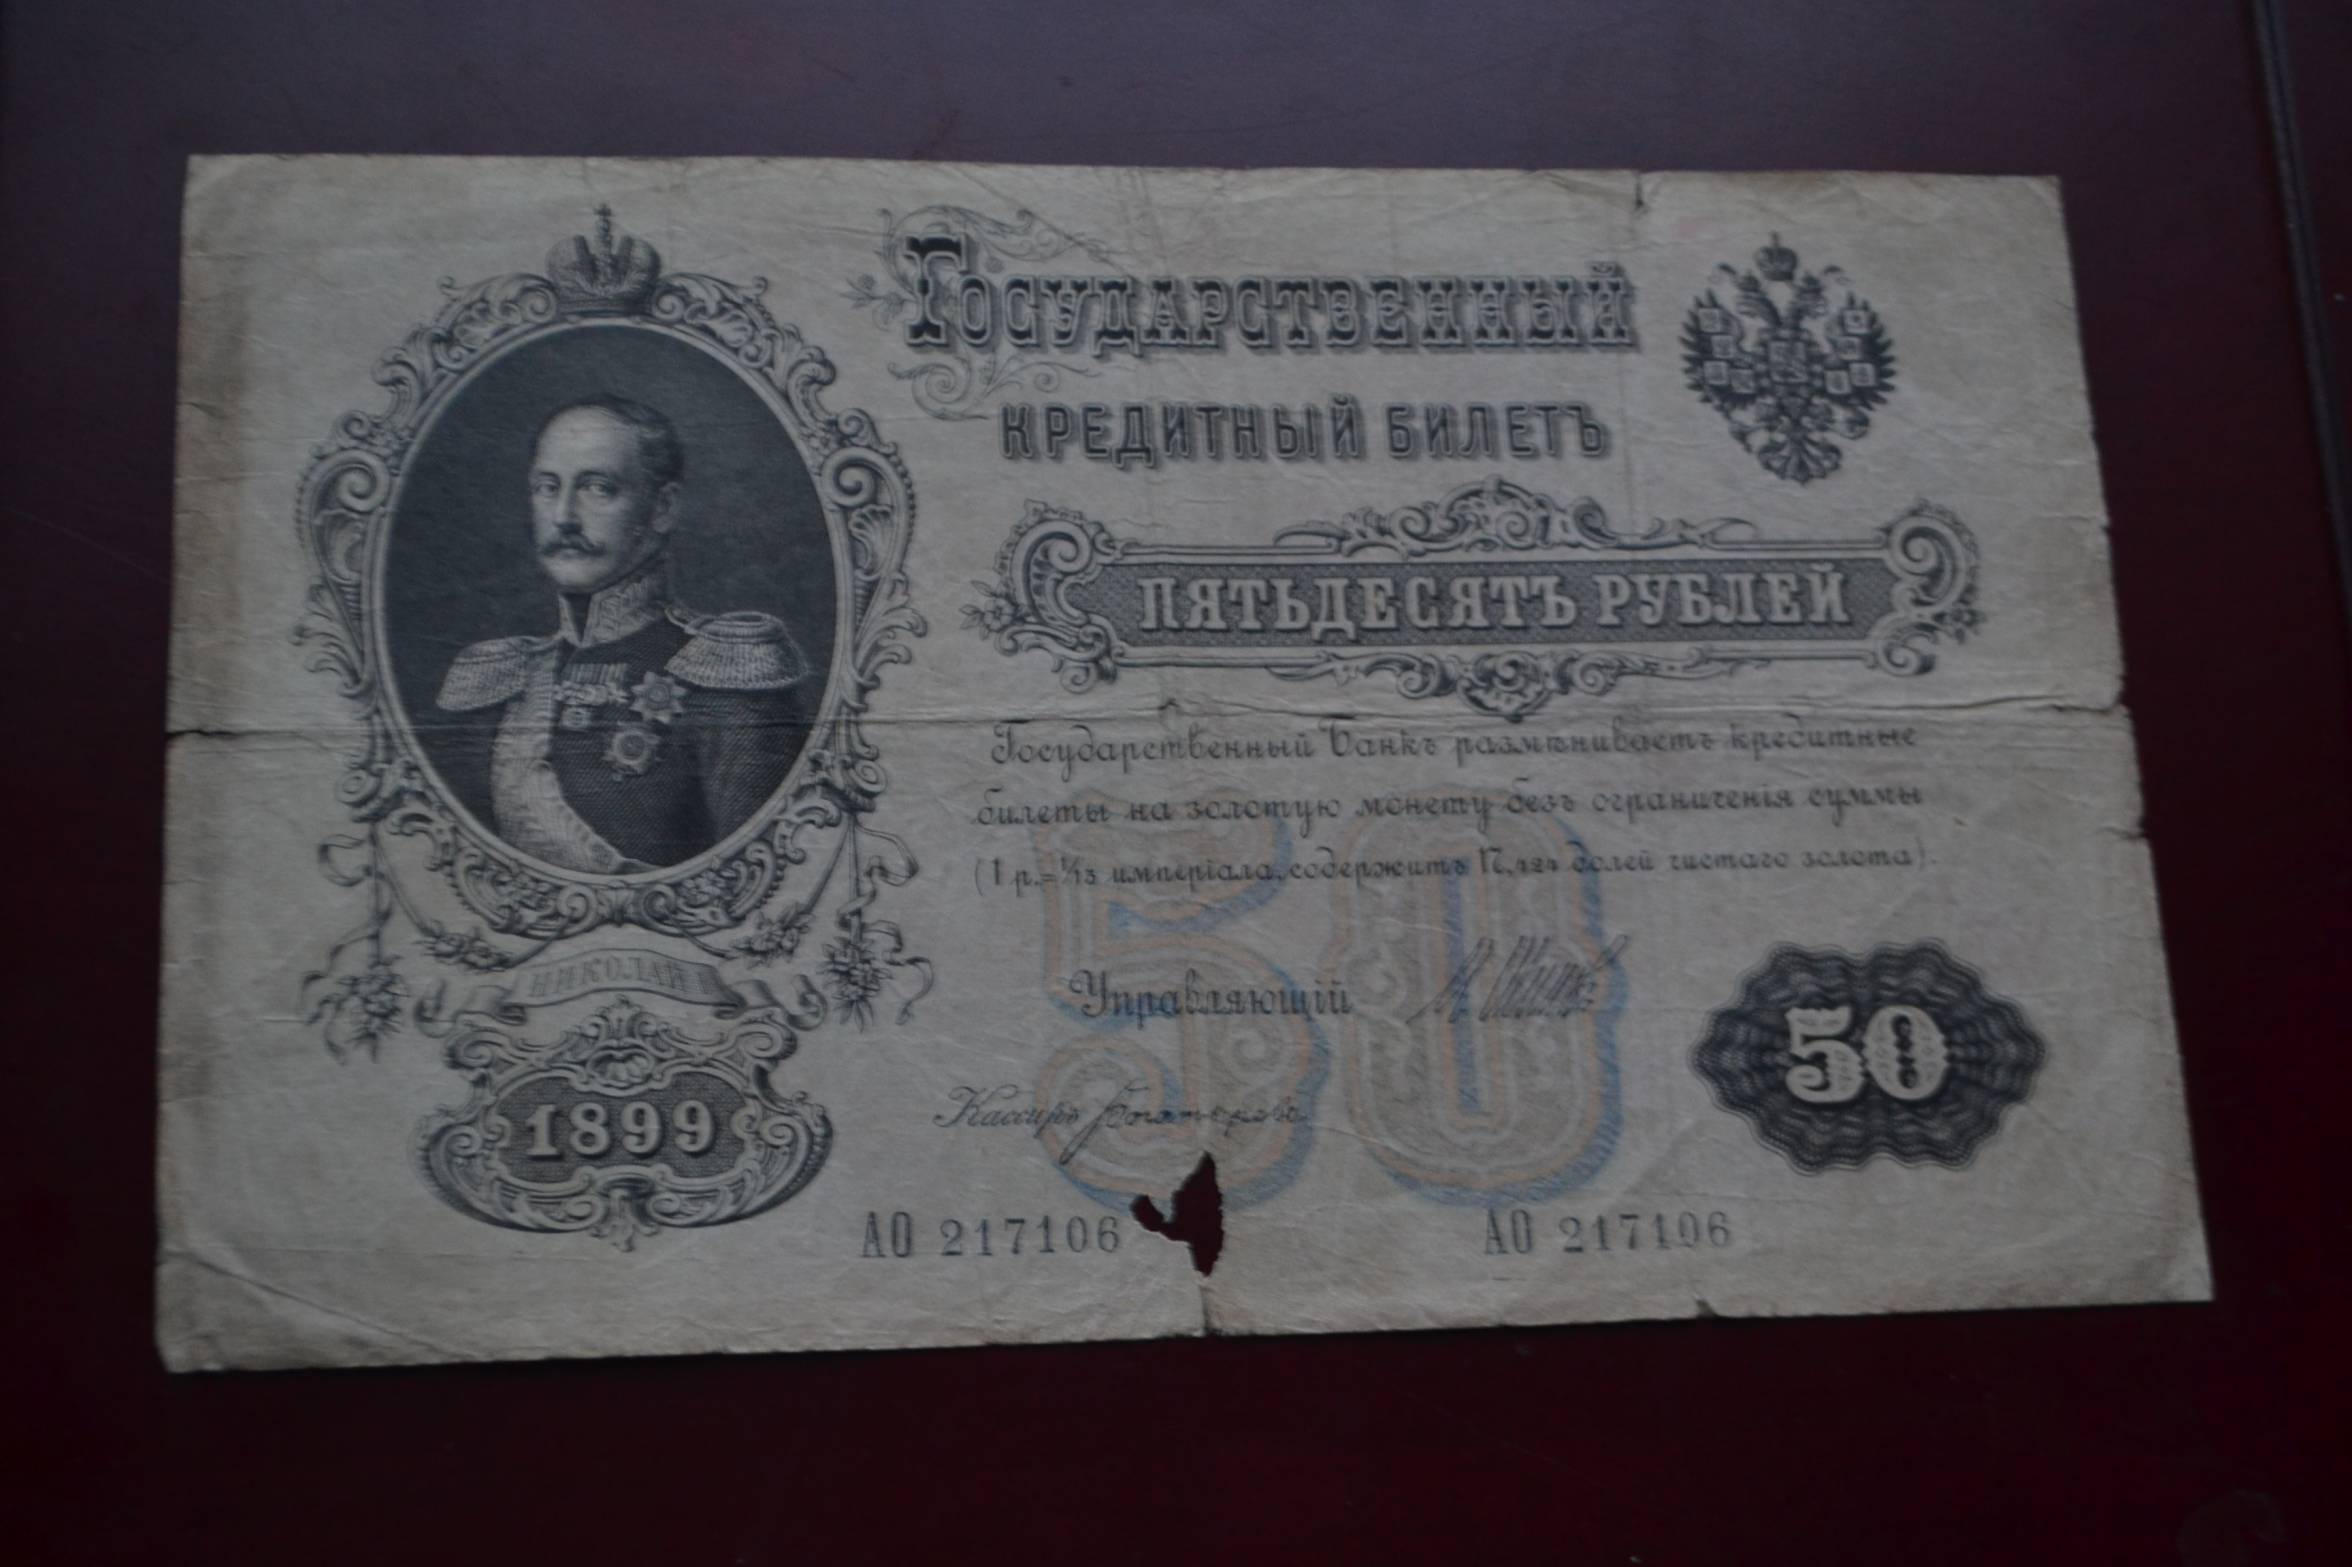 Государственный
кредитный билетъ
пятьдесятъ рублей
Государственный Банкъ размѣниваетъ кредитные
билеты на золотую монету безъ ограниченія суммы
(1 р.= 1/15 имперіала, содержитъ 17,424 долей чистаго золота).
НИКОЛАЙ I
Управляющій
50
1899
Кассиръ
50
АО 217106
АО 217106